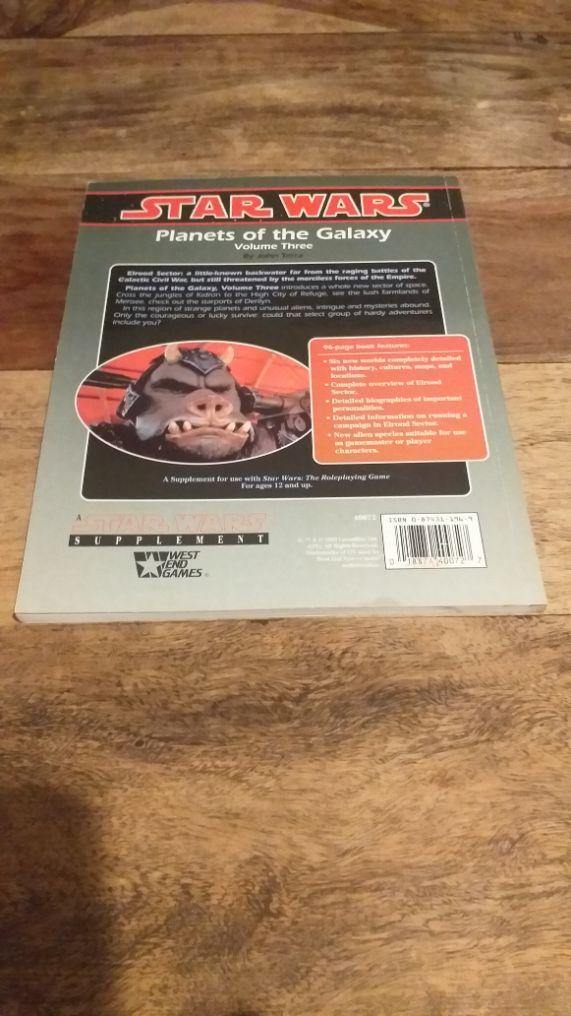 STAR WARS
Planets of the Galaxy
Volume Three
By John Terra
Elrood Sector: a little-known backwater far from the raging battles of the
Galactic Civil War, but still threatened by the merciless forces of the Empire.
Planets of the Galaxy, Volume Three introduces a whole new sector of space.
Cross the jungles of Kidron to the High City of Refuge, see the lush farmlands of
Merisee, check out the starports of Derilyn.
In this region of strange planets and unusual aliens, intrigue and mysteries abound.
Only the courageous or lucky survive: could that select group of hardy adventurers
include you?
96-page book features:
• Six new worlds completely detailed
with history, cultures, maps, and
locations.
• Complete overview of Elrood
Sector.
• Detailed biographies of important
personalities.
• Detailed information on running a
campaign in Elrood Sector.
• New alien species suitable for use
as gamemaster or player
characters.
A Supplement for use with Star Wars: The Roleplaying Game
For ages 12 and up.
A
STAR WARS
SUPPLEMENT
WEST
END
GAMES
40072
ISBN 0-87431-196-9